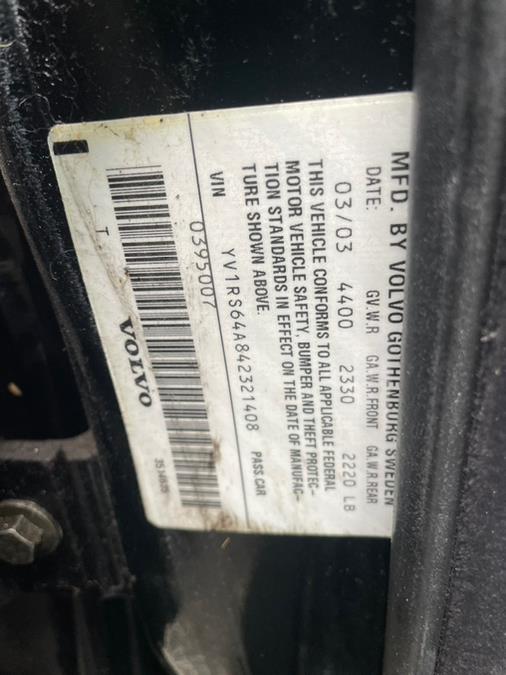 MFD. BY VOLVO GOTHENBURG SWEDEN
DATE: GV.W.R GA.W.R.FRONT GA.W.R.REAR
03/03 4400 2330 2220 LB
THIS VEHICLE CONFORMS TO ALL APPLICABLE FEDERAL
MOTOR VEHICLE SAFETY, BUMPER AND THEFT PROTEC-
TION STANDARDS IN EFFECT ON THE DATE OF MANUFAC-
TURE SHOWN ABOVE.
VIN YV1RS64A842321408 PASS.CAR
0395007
T VOLVO